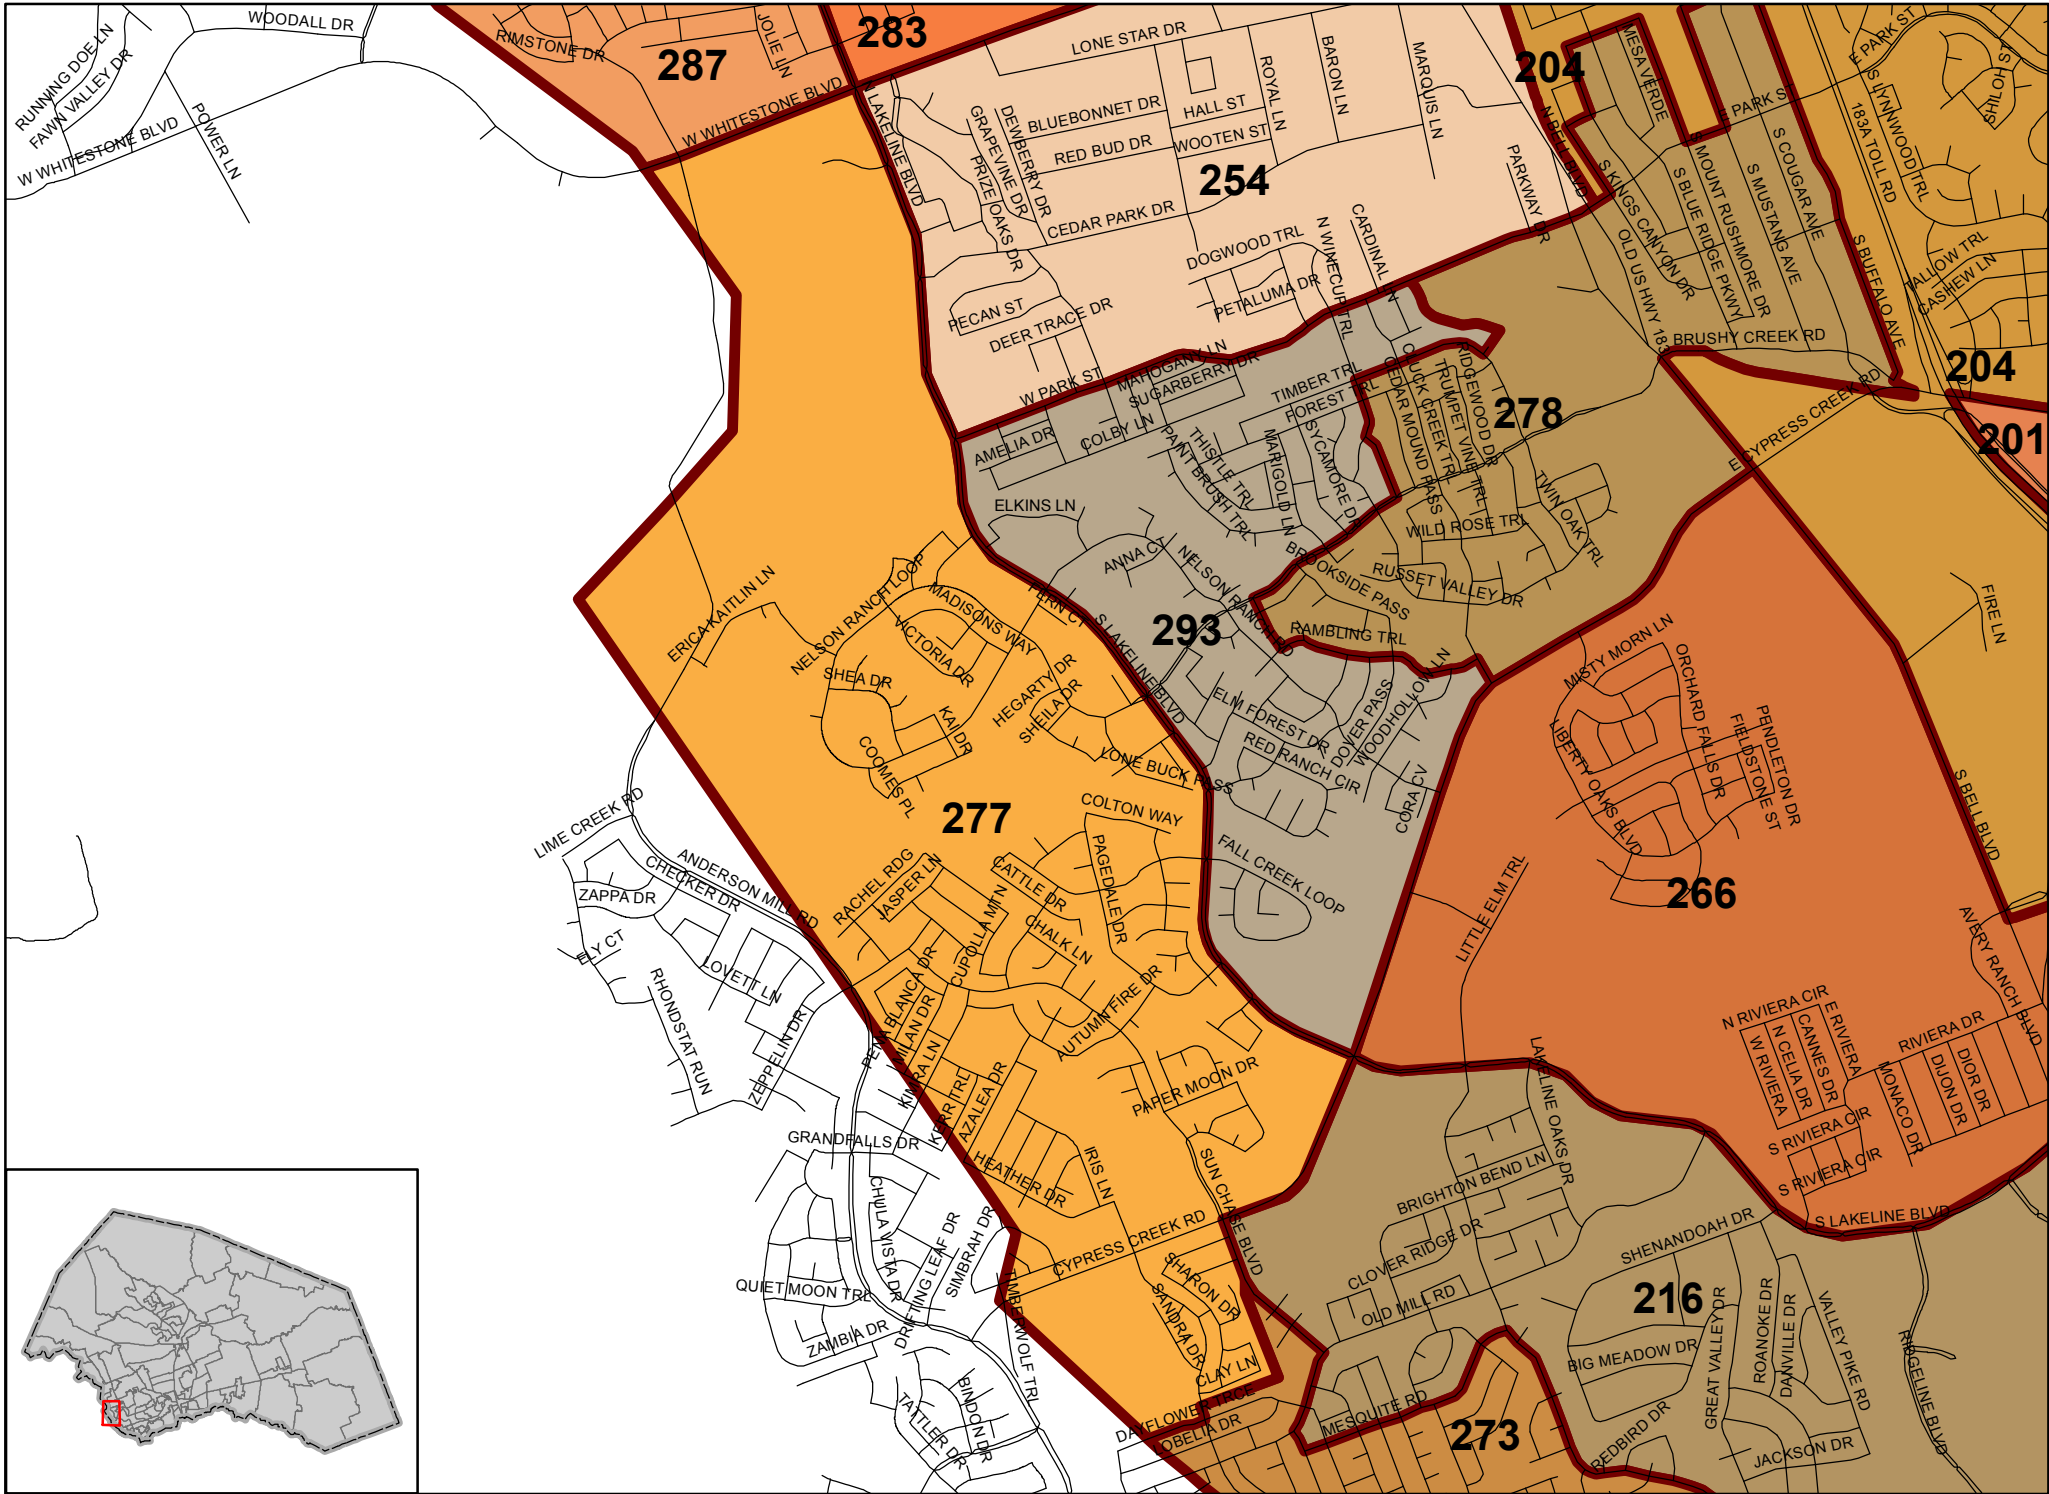 WOODALL DR
RUNNING DOE LN
FAWN VALLEY DR
W WHITESTONE BLVD
POWER LN
RIMSTONE DR
JOLIE LN
287
283
W WHITESTONE BLVD
N LAKELINE BLVD
LONE STAR DR
ROYAL LN
BARON LN
MARQUIS LN
BLUEBONNET DR
HALL ST
RED BUD DR
WOOTEN ST
DEWBERRY DR
GRAPEVINE DR
PRIZE OAKS DR
254
CEDAR PARK DR
PARKWAY DR
N BELL BLVD
204
MESA VERDE
E PARK S
E PARK ST
S LYNNWOOD TRL
183A TOLL RD
SHILOH ST
S KINGS CANYON DR
OLD US HWY 183
S BLUE RIDGE PKWY
S MOUNT RUSHMORE DR
S MUSTANG AVE
S COUGAR AVE
S BUFFALO AVE
TALLOW TRL
CASHEW LN
DOGWOOD TRL
N WINECUP TRL
CARDINAL LN
PETALUMA DR
PECAN ST
DEER TRACE DR
W PARK ST
MAHOGANY LN
SUGARBERRY DR
BRUSHY CREEK RD
204
201
E CYPRESS CREEK RD
TIMBER TRL
FOREST TRL
AMELIA DR
COLBY LN
THISTLE TRL
PAINT BRUSH TRL
MARIGOLD LN
SYCAMORE DR
CEDAR MOUND PASS
CLUCK CREEK TRL
TRUMPET VINE TRL
RIDGEWOOD DR
278
TWIN OAK TRL
WILD ROSE TRL
ELKINS LN
ANNA CT
NELSON RANCH RD
BROOKSIDE PASS
RUSSET VALLEY DR
RAMBLING TRL
293
FERN CT
S LAKELINE BLVD
ERICA KAITLIN LN
NELSON RANCH LOOP
MADISONS WAY
VICTORIA DR
SHEA DR
KAI DR
COOMES PL
HEGARTY DR
SHEILA DR
LONE BUCK PASS
ELM FOREST DR
RED RANCH CIR
DOVER PASS
WOODHOLLOW LN
CORA CV
FALL CREEK LOOP
FIRE LN
MISTY MORN LN
ORCHARD FALLS DR
LIBERTY OAKS BLVD
FIELDSTONE ST
PENDLETON DR
S BELL BLVD
266
LITTLE ELM TRL
AVERY RANCH BLVD
277
COLTON WAY
PAGEDALE DR
LIME CREEK RD
ANDERSON MILL RD
CHECKER DR
ZAPPA DR
ELY CT
LOVETT LN
RHONDSTAT RUN
ZEPPELIN DR
RACHEL RDG
JASPER LN
CATTLE DR
CHALK LN
CUPOLLA MTN
AUTUMN FIRE DR
PENA BLANCA DR
MILAN DR
KIMRA LN
KERR TRL
AZALEA DR
PAPER MOON DR
N RIVIERA CIR
E RIVIERA
CANNES DR
N CELIA DR
W RIVIERA
RIVIERA DR
DIOR DR
DIJON DR
MONACO DR
S RIVIERA CIR
S RIVIERA CIR
S LAKELINE BLVD
LAKELINE OAKS DR
BRIGHTON BEND LN
CLOVER RIDGE DR
OLD MILL RD
SHENANDOAH DR
216
GRANDFALLS DR
CHULA VISTA DR
HEATHER DR
IRIS LN
SUN CHASE BLVD
CYPRESS CREEK RD
SHARON DR
SANDRA DR
CLAY LN
QUIET MOON TRL
DRIFTING LEAF DR
SIMBRAH DR
ZAMBIA DR
TIMBERWOLF TRL
BINDON DR
TATTLER DR
DAYFLOWER TRCE
LOBELIA DR
MESQUITE RD
273
BIG MEADOW DR
GREAT VALLEY DR
ROANOKE DR
DANVILLE DR
VALLEY PIKE RD
RIDGELINE BLVD
REDBIRD DR
JACKSON DR